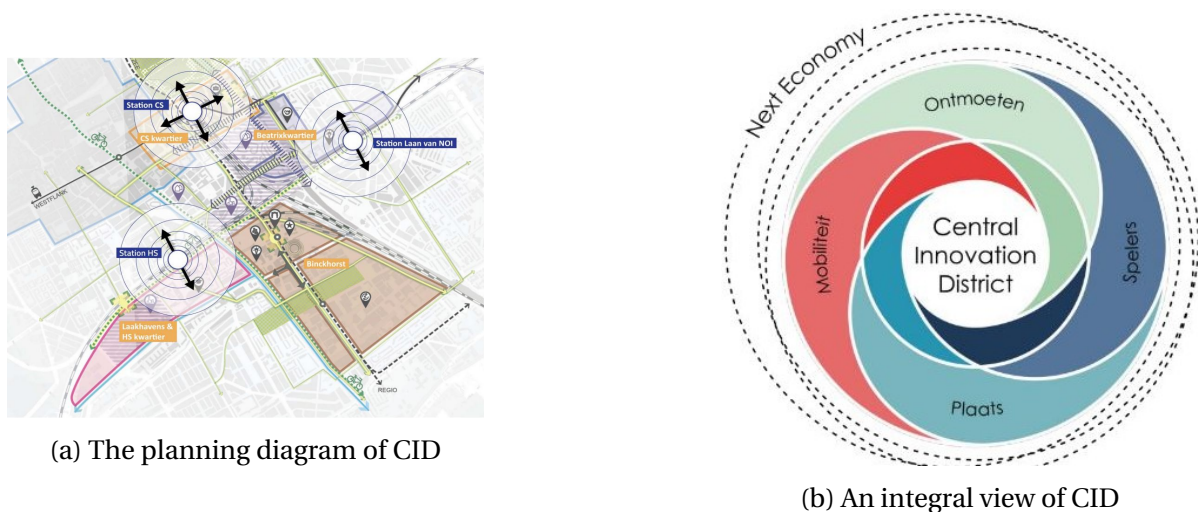 Station CS
CS kwartier
Beatrixkwartier
Station Laan van NOI
WESTFLANK
Station HS
Binckhorst
Laakhavens &
HS kwartier
REGIO
(a) The planning diagram of CID
Next Economy
Ontmoeten
Mobiliteit
Spelers
Plaats
Central
Innovation
District
(b) An integral view of CID